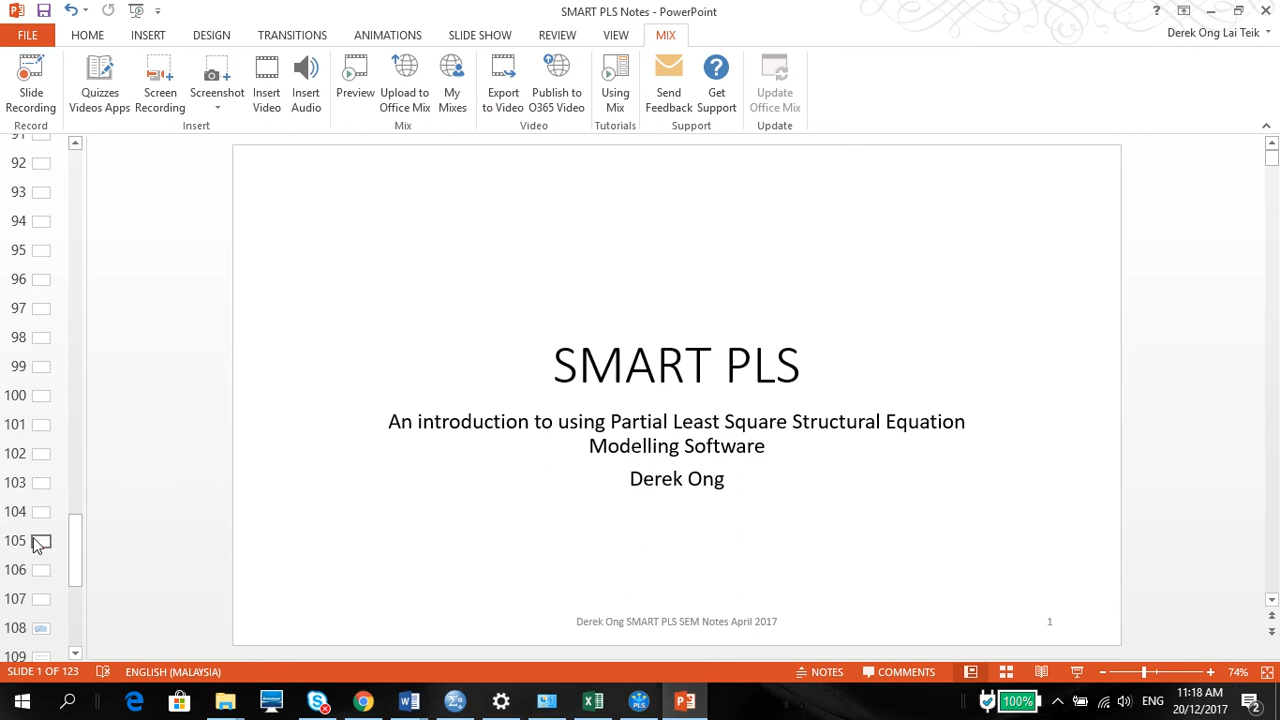 SMART PLS Notes - PowerPoint
?
Derek Ong Lai Teik
FILE HOME INSERT DESIGN TRANSITIONS ANIMATIONS SLIDE SHOW REVIEW VIEW MIX
Slide Recording
Quizzes Videos Apps
Screen Recording
Screenshot
Insert Video
Insert Audio
Preview
Upload to Office Mix
My Mixes
Export to Video
Publish to O365 Video
Using Mix
Send Feedback
Get Support
Update Office Mix
Record Insert Mix Video Tutorials Support Update
91
92
93
94
95
96
97
98
99
100
101
102
103
104
105
106
107
108
109
SMART PLS
An introduction to using Partial Least Square Structural Equation
Modelling Software
Derek Ong
Derek Ong SMART PLS SEM Notes April 2017 1
SLIDE 1 OF 123 ENGLISH (MALAYSIA) NOTES COMMENTS 74%
100% ENG 11:18 AM
20/12/2017
2